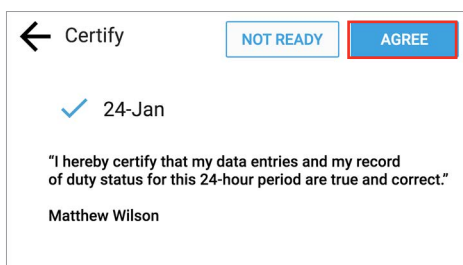 Certify
NOT READY
AGREE
24-Jan
“I hereby certify that my data entries and my record
of duty status for this 24-hour period are true and correct.”
Matthew Wilson